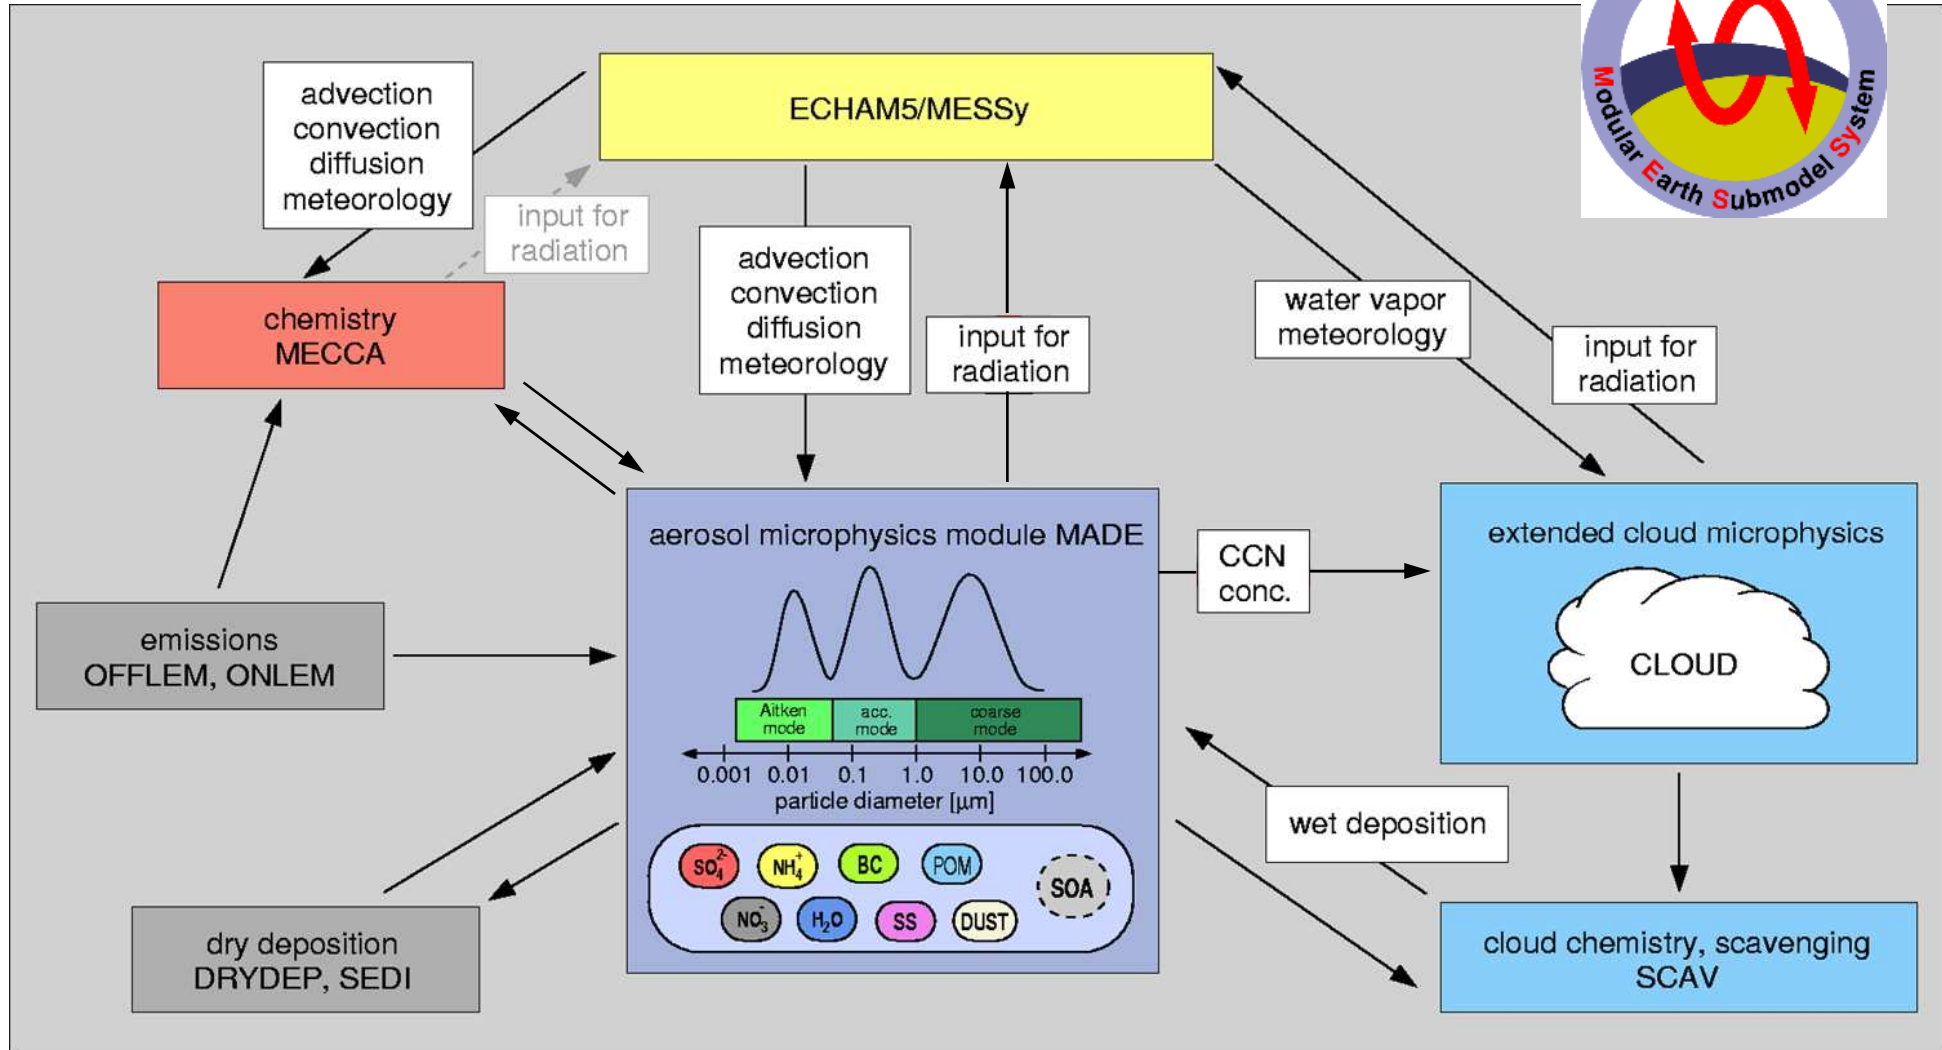 Modular Earth Submodel System
ECHAM5/MESSy
advection
convection
diffusion
meteorology
input for
radiation
chemistry
MECCA
advection
convection
diffusion
meteorology
input for
radiation
water vapor
meteorology
input for
radiation
emissions
OFFLEM, ONLEM
aerosol microphysics module MADE
Aitken
mode
acc.
mode
coarse
mode
0.001 0.01 0.1 1.0 10.0 100.0
particle diameter [µm]
SO₄²⁻ NH₄⁺ BC POM
SOA
NO₃⁻ H₂O SS DUST
CCN
conc.
extended cloud microphysics
CLOUD
wet deposition
dry deposition
DRYDEP, SEDI
cloud chemistry, scavenging
SCAV